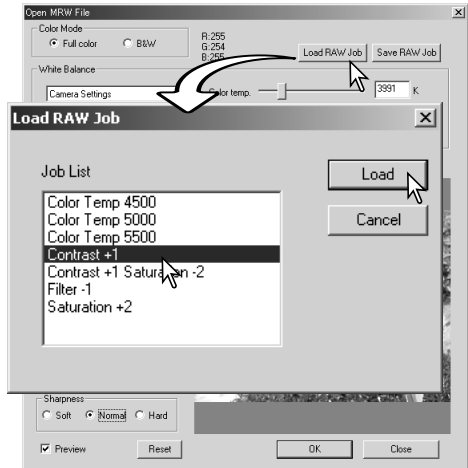 Open MRW File
Color Mode
Full color B&W
R:255
G:254
B:255
Load RAW Job Save RAW Job
White Balance
Camera Settings
Color temp. 3991 K
Load RAW Job
Job List
Color Temp 4500
Color Temp 5000
Color Temp 5500
Contrast +1
Contrast +1 Saturation -2
Filter -1
Saturation +2
Load
Cancel
Sharpness
Soft Normal Hard
Preview Reset OK Close